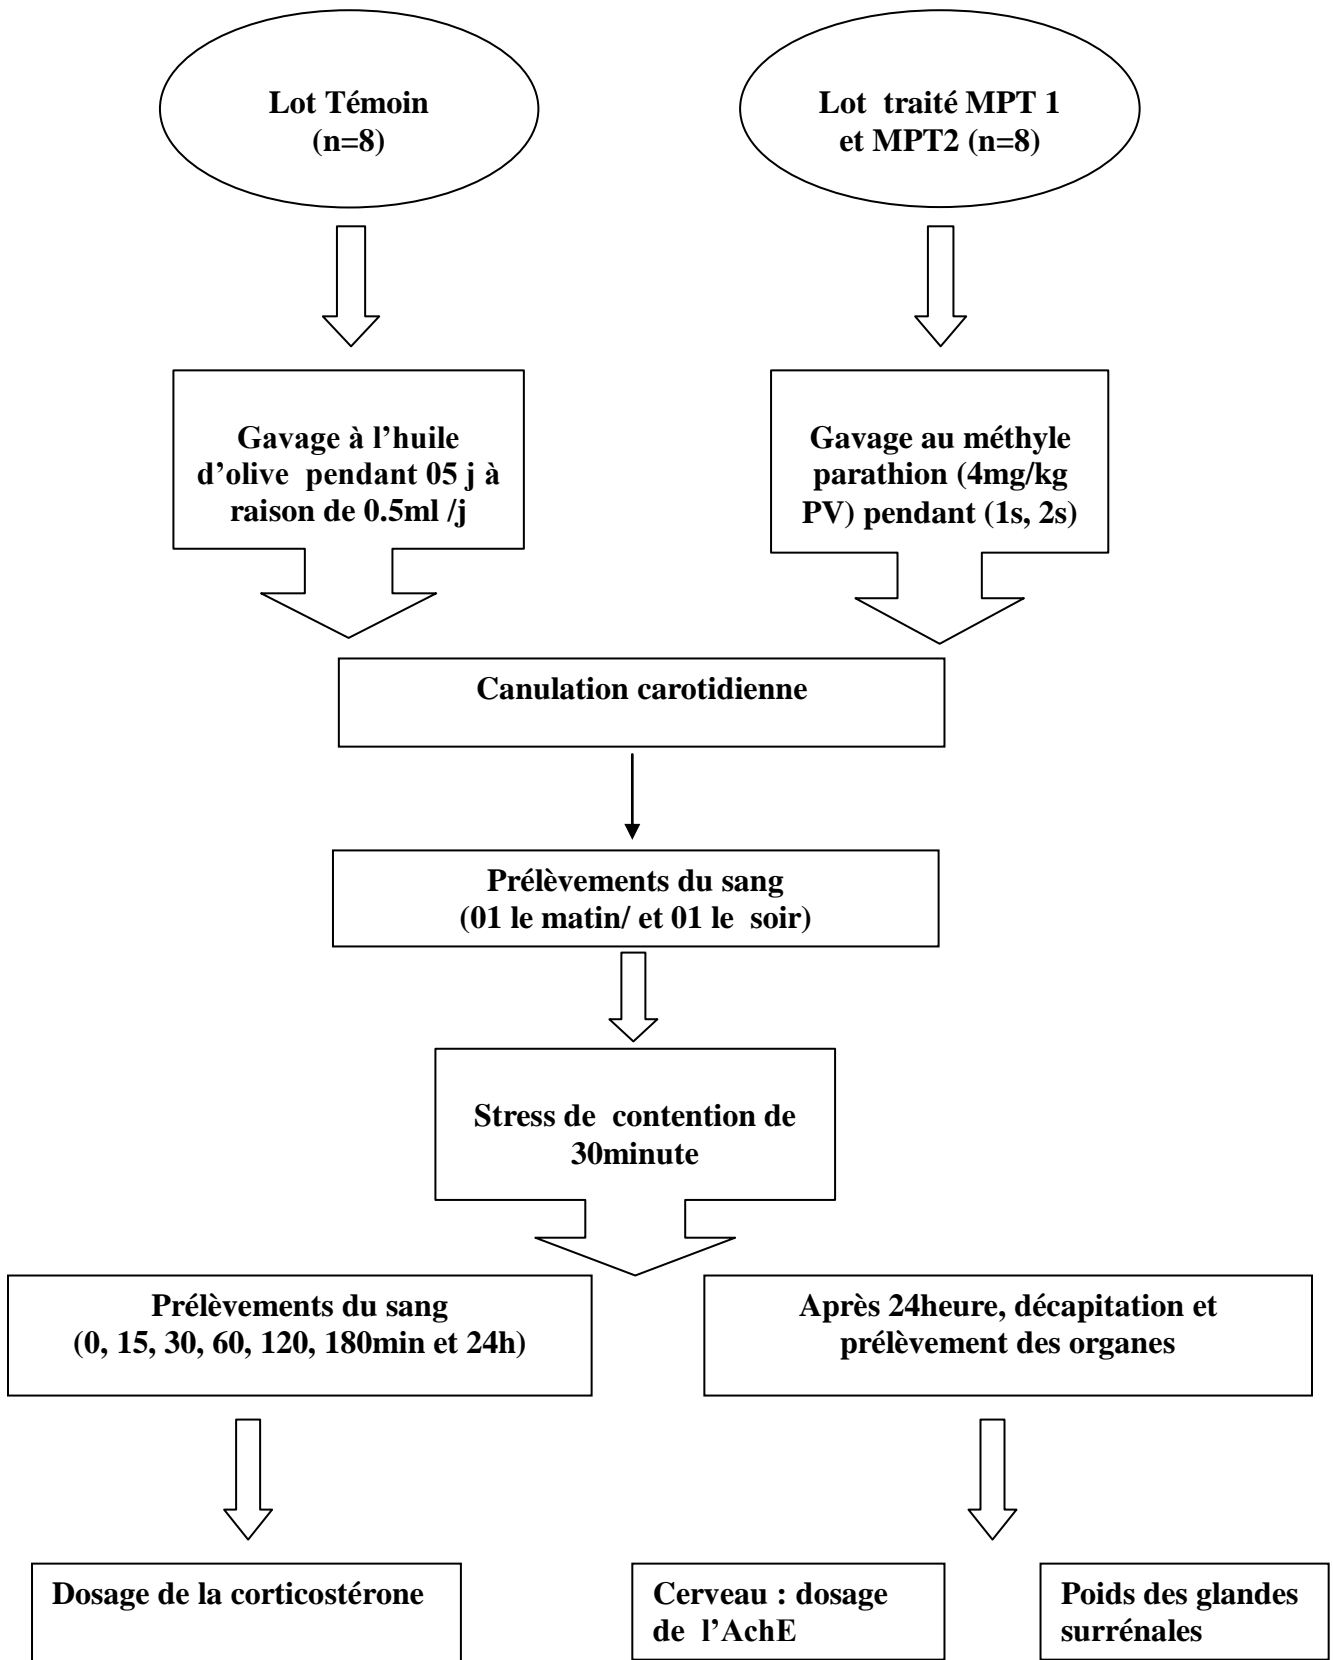 Lot Témoin
(n=8)
Lot traité MPT 1
et MPT2 (n=8)
Gavage à l’huile
d’olive pendant 05 j à
raison de 0.5ml /j
Gavage au méthyle
parathion (4mg/kg
PV) pendant (1s, 2s)
Canulation carotidienne
Prélèvements du sang
(01 le matin/ et 01 le soir)
Stress de contention de
30minute
Prélèvements du sang
(0, 15, 30, 60, 120, 180min et 24h)
Après 24heure, décapitation et
prélèvement des organes
Dosage de la corticostérone
Cerveau : dosage
de l’AchE
Poids des glandes
surrénales